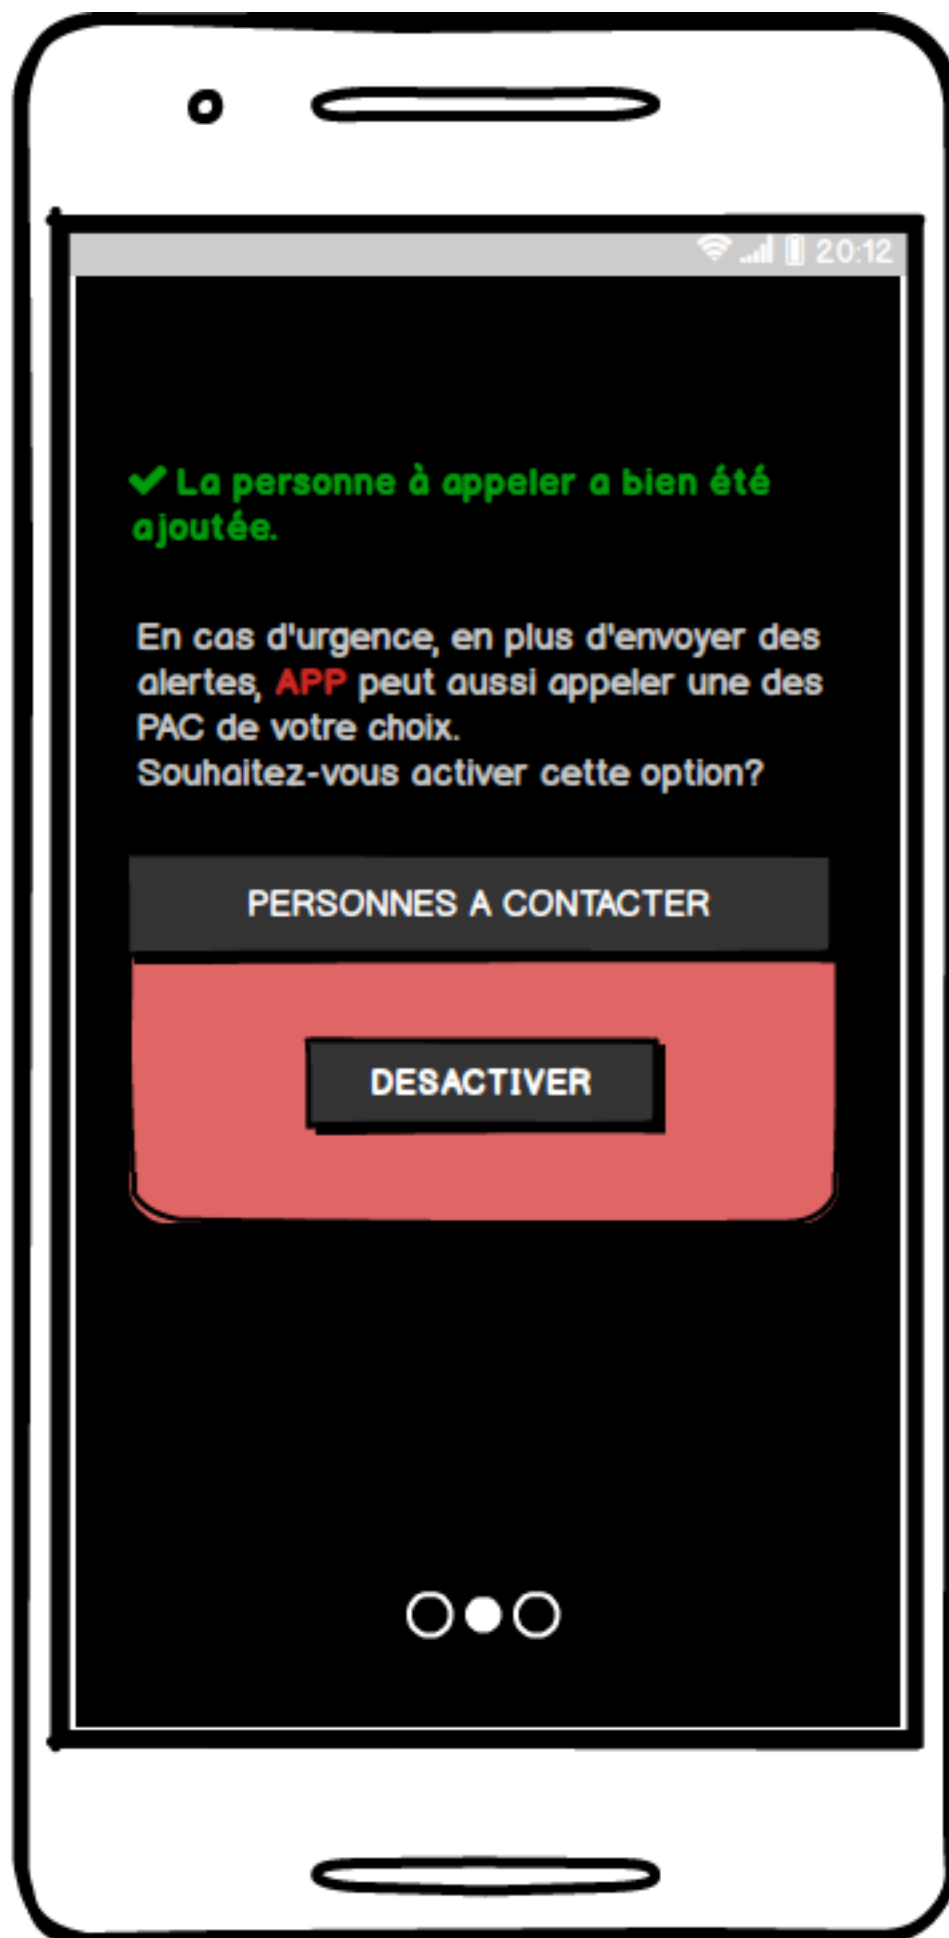 20:12
La personne à appeler a bien été
ajoutée.
En cas d'urgence, en plus d'envoyer des
alertes, APP peut aussi appeler une des
PAC de votre choix.
Souhaitez-vous activer cette option?
PERSONNES A CONTACTER
DESACTIVER